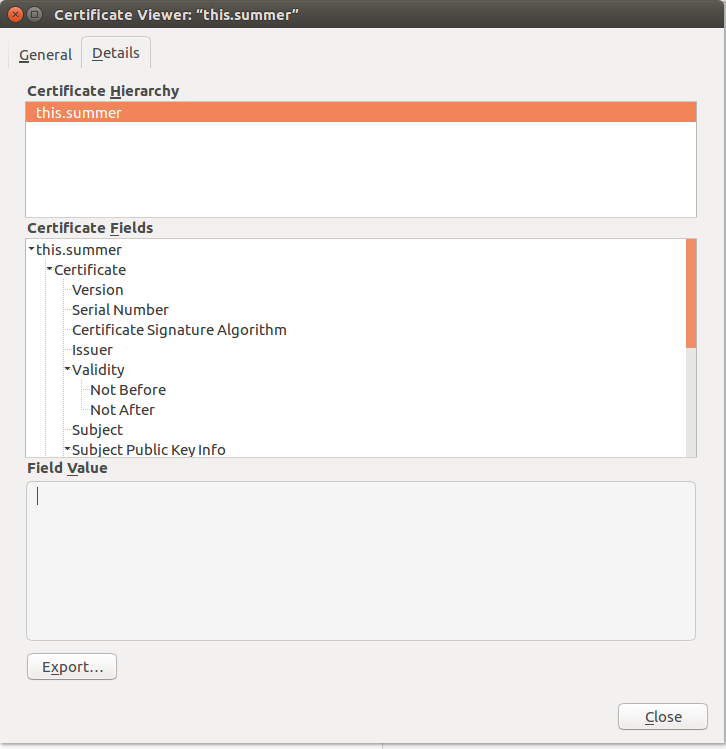 Certificate Viewer: “this.summer”
General
Details
Certificate Hierarchy
this.summer
Certificate Fields
this.summer
Certificate
Version
Serial Number
Certificate Signature Algorithm
Issuer
Validity
Not Before
Not After
Subject
Subject Public Key Info
Field Value
Export...
Close